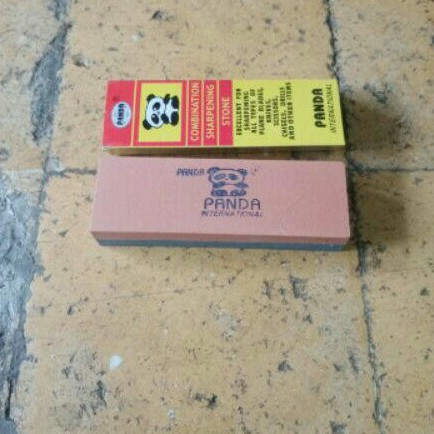 PANDA
COMBINATION
SHARPENING
STONE
EXCELLENT FOR
SHARPENING
ALL TYPES OF
PLANE BLADES,
KNIVES,
SCISSORS,
CHISELS, DRILLS
AND OTHER ITEMS
PANDA
INTERNATIONAL
PANDA
PANDA
INTERNATIONAL